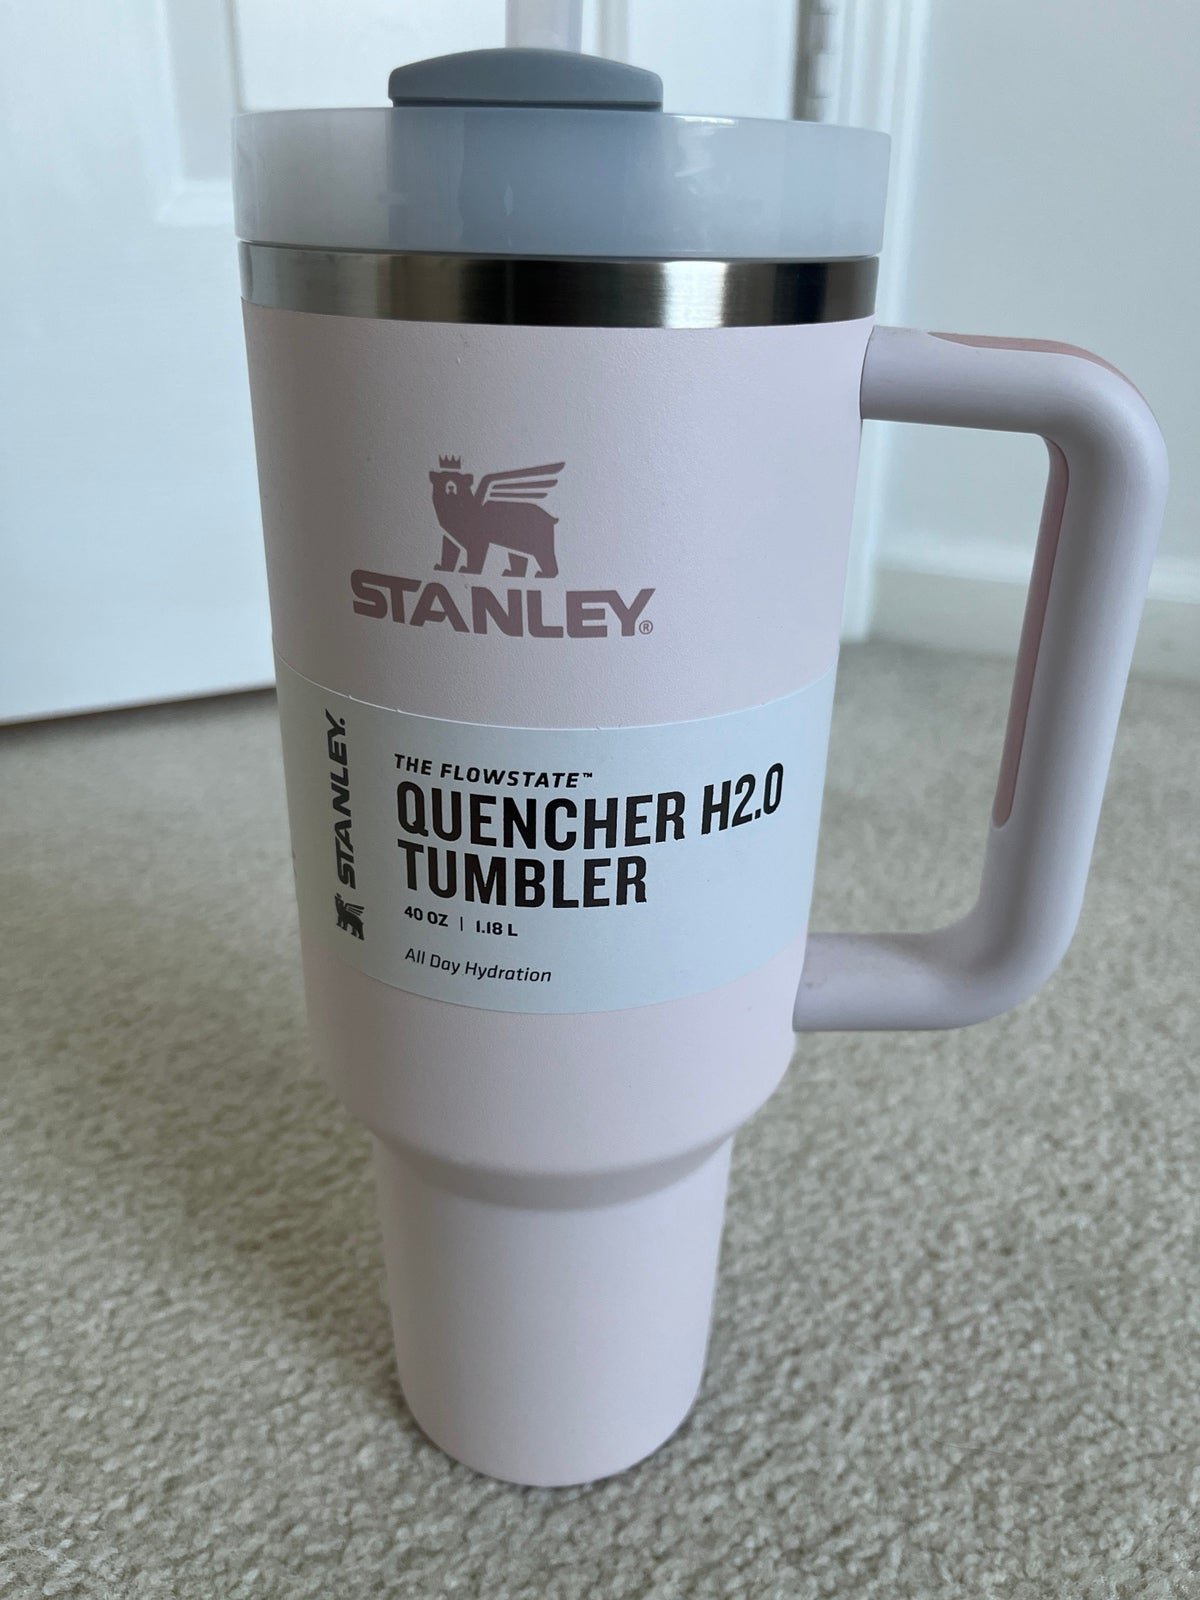 STANLEY®
STANLEY.
THE FLOWSTATE™
QUENCHER H2.0
TUMBLER
40 OZ | 1.18 L
All Day Hydration